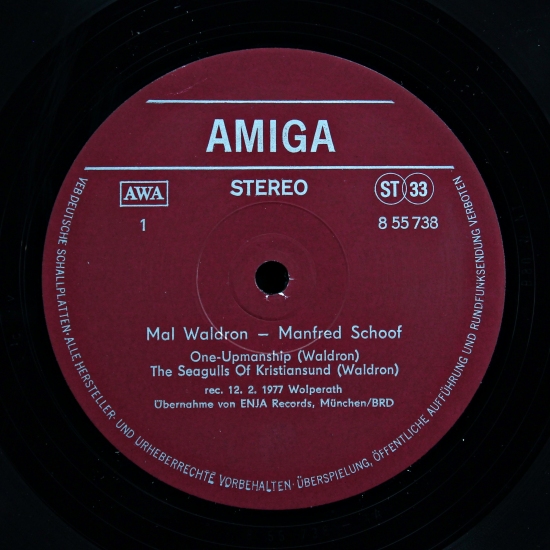 AMIGA
AWA
STEREO
ST 33
1
8 55 738
Mal Waldron – Manfred Schoof
One-Upmanship (Waldron)
The Seagulls Of Kristiansund (Waldron)
rec. 12. 2. 1977 Wolperath
Übernahme von ENJA Records, München/BRD
VEB DEUTSCHE SCHALLPLATTEN · ALLE HERSTELLER- UND URHEBERRECHTE VORBEHALTEN · ÜBERSPIELUNG, ÖFFENTLICHE AUFFÜHRUNG UND RUNDFUNKSENDUNG VERBOTEN